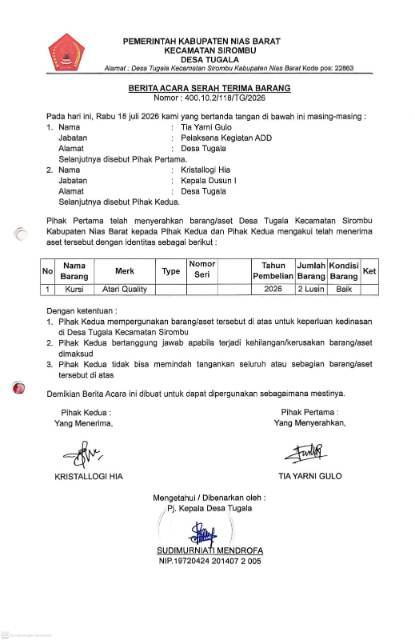 PEMERINTAH KABUPATEN NIAS BARAT
KECAMATAN SIROMBU
DESA TUGALA
Alamat : Desa Tugala Kecamatan Sirombu Kabupaten Nias Barat Kode pos: 22863
BERITA ACARA SERAH TERIMA BARANG
Nomor : 400.10.2/118/TG/2026
Pada hari ini, Rabu 18 juli 2026 kami yang bertanda tangan di bawah ini masing-masing :
1. Nama : Tia Yarni Gulo
Jabatan : Pelaksana Kegiatan ADD
Alamat : Desa Tugala
Selanjutnya disebut Pihak Pertama.
2. Nama : Kristallogi Hia
Jabatan : Kepala Dusun I
Alamat : Desa Tugala
Selanjutnya disebut Pihak Kedua.
Pihak Pertama telah menyerahkan barang/aset Desa Tugala Kecamatan Sirombu
Kabupaten Nias Barat kepada Pihak Kedua dan Pihak Kedua mengakui telah menerima
aset tersebut dengan identitas sebagai berikut :
No Nama Barang Merk Type Nomor Seri Tahun Pembelian Jumlah Barang Kondisi Barang Ket
1 Kursi Atari Quality 2026 2 Lusin Baik
Dengan ketentuan :
1. Pihak Kedua mempergunakan barang/aset tersebut di atas untuk keperluan kedinasan
di Desa Tugala Kecamatan Sirombu
2. Pihak Kedua bertanggung jawab apabila terjadi kehilangan/kerusakan barang/aset
dimaksud
3. Pihak Kedua tidak bisa memindah tangankan seluruh atau sebagian barang/aset
tersebut di atas
Demikian Berita Acara ini dibuat untuk dapat dipergunakan sebagaimana mestinya.
Pihak Kedua : Pihak Pertama :
Yang Menerima, Yang Menyerahkan,
KRISTALLOGI HIA TIA YARNI GULO
Mengetahui / Dibenarkan oleh :
Pj. Kepala Desa Tugala
SUDIMURNIATI MENDROFA
NIP.19720424 201407 2 005